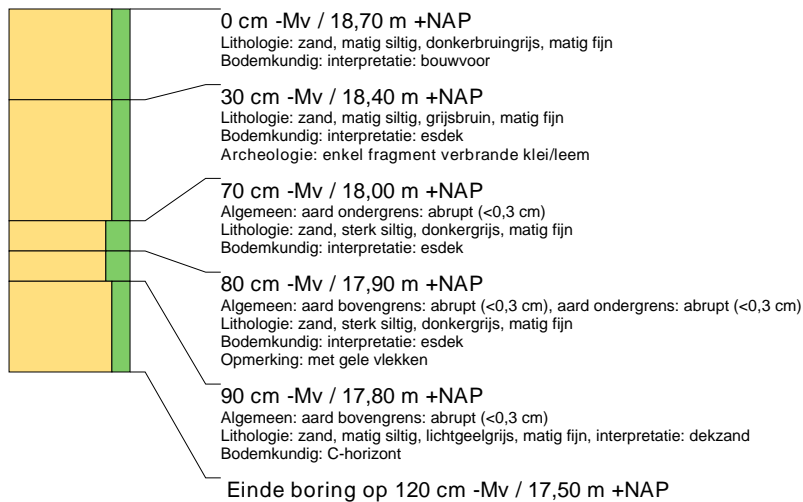 0 cm -Mv / 18,70 m +NAP
Lithologie: zand, matig siltig, donkerbruingrijs, matig fijn
Bodemkundig: interpretatie: bouwvoor
30 cm -Mv / 18,40 m +NAP
Lithologie: zand, matig siltig, grijsbruin, matig fijn
Bodemkundig: interpretatie: esdek
Archeologie: enkel fragment verbrande klei/leem
70 cm -Mv / 18,00 m +NAP
Algemeen: aard ondergrens: abrupt (<0,3 cm)
Lithologie: zand, sterk siltig, donkergrijs, matig fijn
Bodemkundig: interpretatie: esdek
80 cm -Mv / 17,90 m +NAP
Algemeen: aard bovengrens: abrupt (<0,3 cm), aard ondergrens: abrupt (<0,3 cm)
Lithologie: zand, sterk siltig, donkergrijs, matig fijn
Bodemkundig: interpretatie: esdek
Opmerking: met gele vlekken
90 cm -Mv / 17,80 m +NAP
Algemeen: aard bovengrens: abrupt (<0,3 cm)
Lithologie: zand, matig siltig, lichtgeelgrijs, matig fijn, interpretatie: dekzand
Bodemkundig: C-horizont
Einde boring op 120 cm -Mv / 17,50 m +NAP